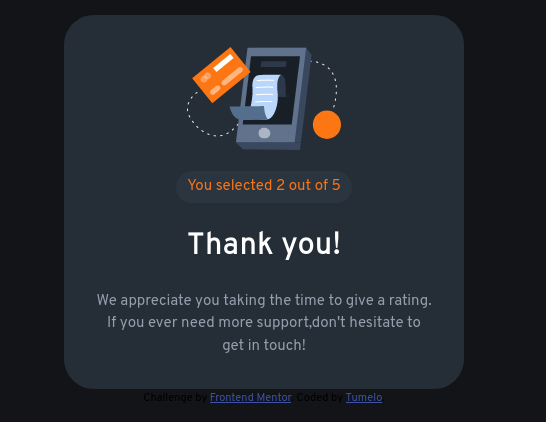 You selected 2 out of 5
Thank you!
We appreciate you taking the time to give a rating.
If you ever need more support,don't hesitate to
get in touch!
Challenge by Frontend Mentor. Coded by Tumelo